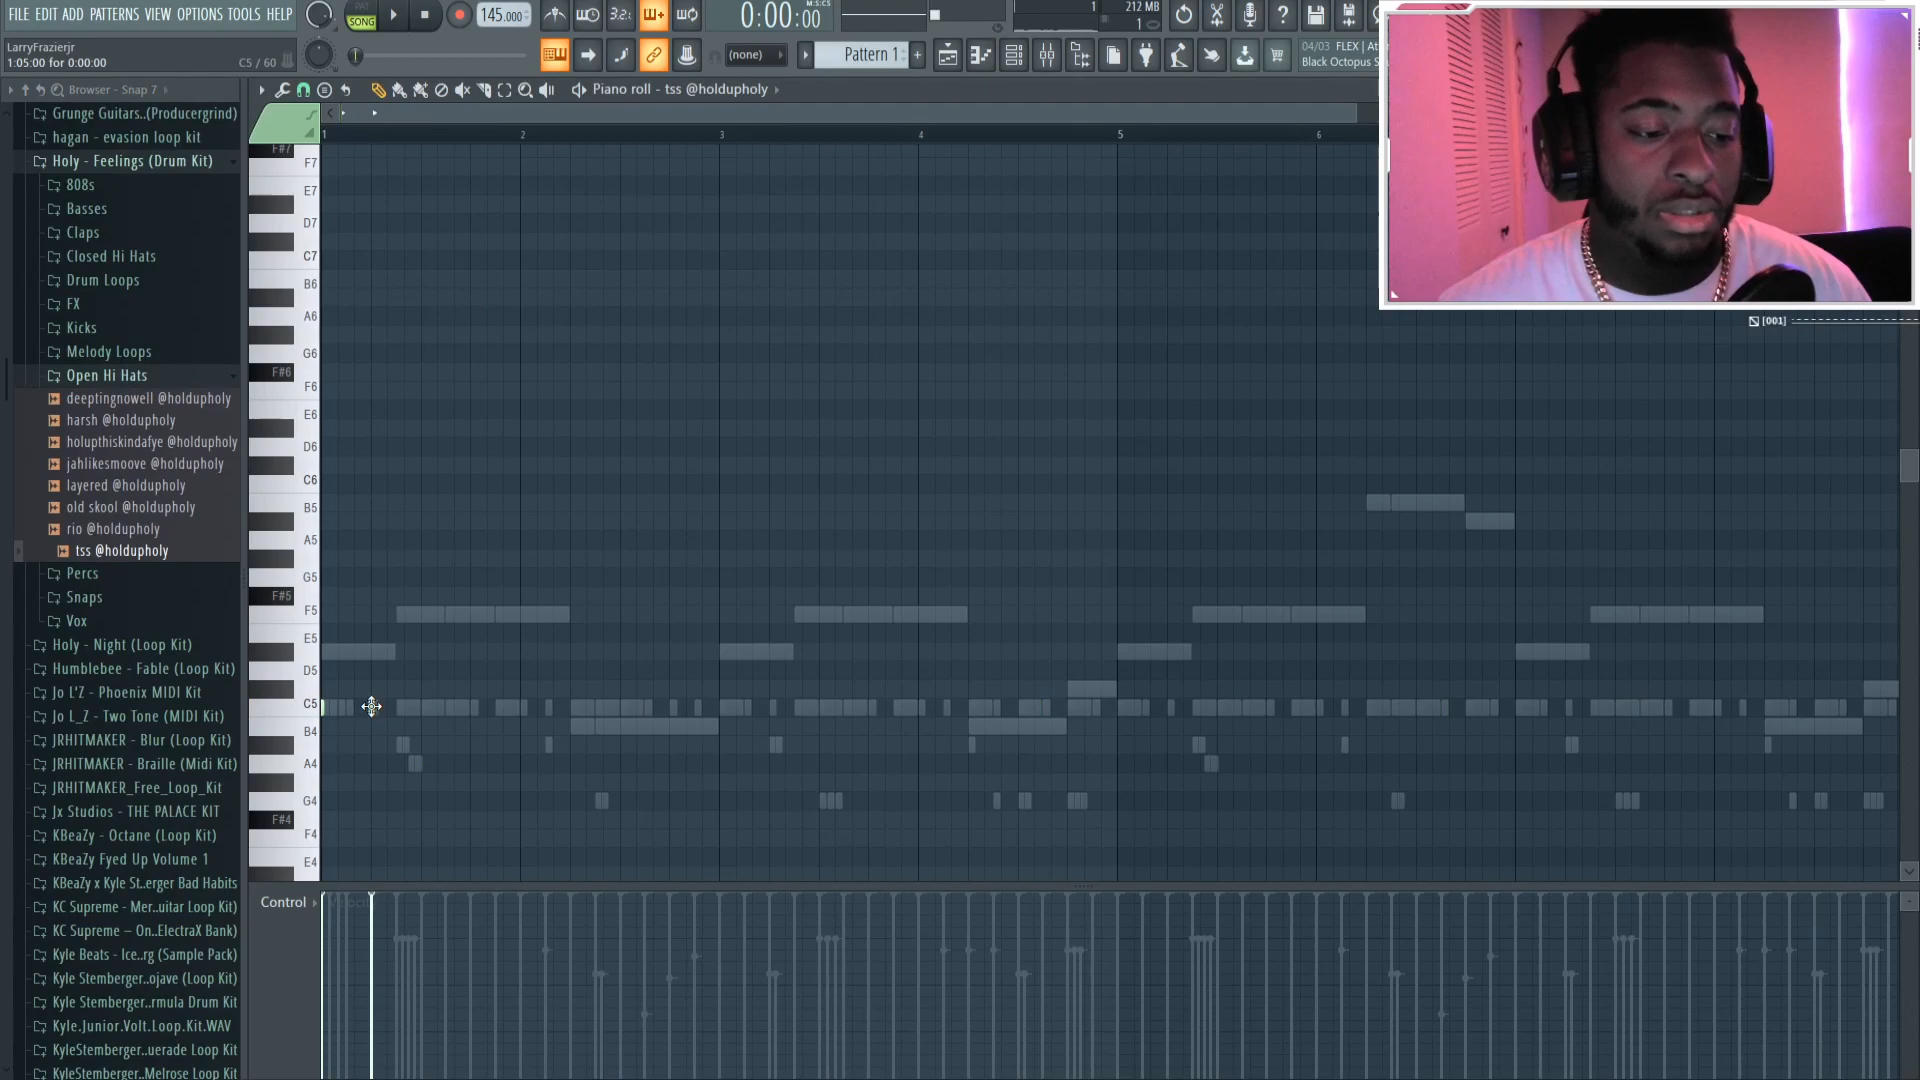 FILE EDIT ADD PATTERNS VIEW OPTIONS TOOLS HELP
PAT
SONG
145.000
3.2:
0:00:00
M:S:CS
1
212 MB
1
LarryFrazierjr
1:05:00 for 0:00:00
C5 / 60
(none)
Pattern 1
+
04/03 FLEX | At
Black Octopus S
Browser - Snap 7
Piano roll - tss @holdupholy
Grunge Guitars..(Producergrind)
hagan - evasion loop kit
Holy - Feelings (Drum Kit)
808s
Basses
Claps
Closed Hi Hats
Drum Loops
FX
Kicks
Melody Loops
Open Hi Hats
deeptingnowell @holdupholy
harsh @holdupholy
holupthiskindafye @holdupholy
jahlikesmoove @holdupholy
layered @holdupholy
old skool @holdupholy
rio @holdupholy
tss @holdupholy
Percs
Snaps
Vox
Holy - Night (Loop Kit)
Humblebee - Fable (Loop Kit)
Jo L'Z - Phoenix MIDI Kit
Jo L_Z - Two Tone (MIDI Kit)
JRHITMAKER - Blur (Loop Kit)
JRHITMAKER - Braille (Midi Kit)
JRHITMAKER_Free_Loop_Kit
Jx Studios - THE PALACE KIT
KBeaZy - Octane (Loop Kit)
KBeaZy Fyed Up Volume 1
KBeaZy x Kyle St..erger Bad Habits
KC Supreme - Mer..uitar Loop Kit)
KC Supreme – On..ElectraX Bank)
Kyle Beats - Ice..rg (Sample Pack)
Kyle Stemberger..ojave (Loop Kit)
Kyle Stemberger..rmula Drum Kit
Kyle.Junior.Volt.Loop.Kit.WAV
KyleStemberger..uerade Loop Kit
KyleStemberger..Melrose Loop Kit
1 2 3 4 5 6
F#7
F7
E7
D7
C7
B6
A6
G6
F#6
F6
E6
D6
C6
B5
A5
G5
F#5
F5
E5
D5
C5
B4
A4
G4
F#4
F4
E4
[001]
Control